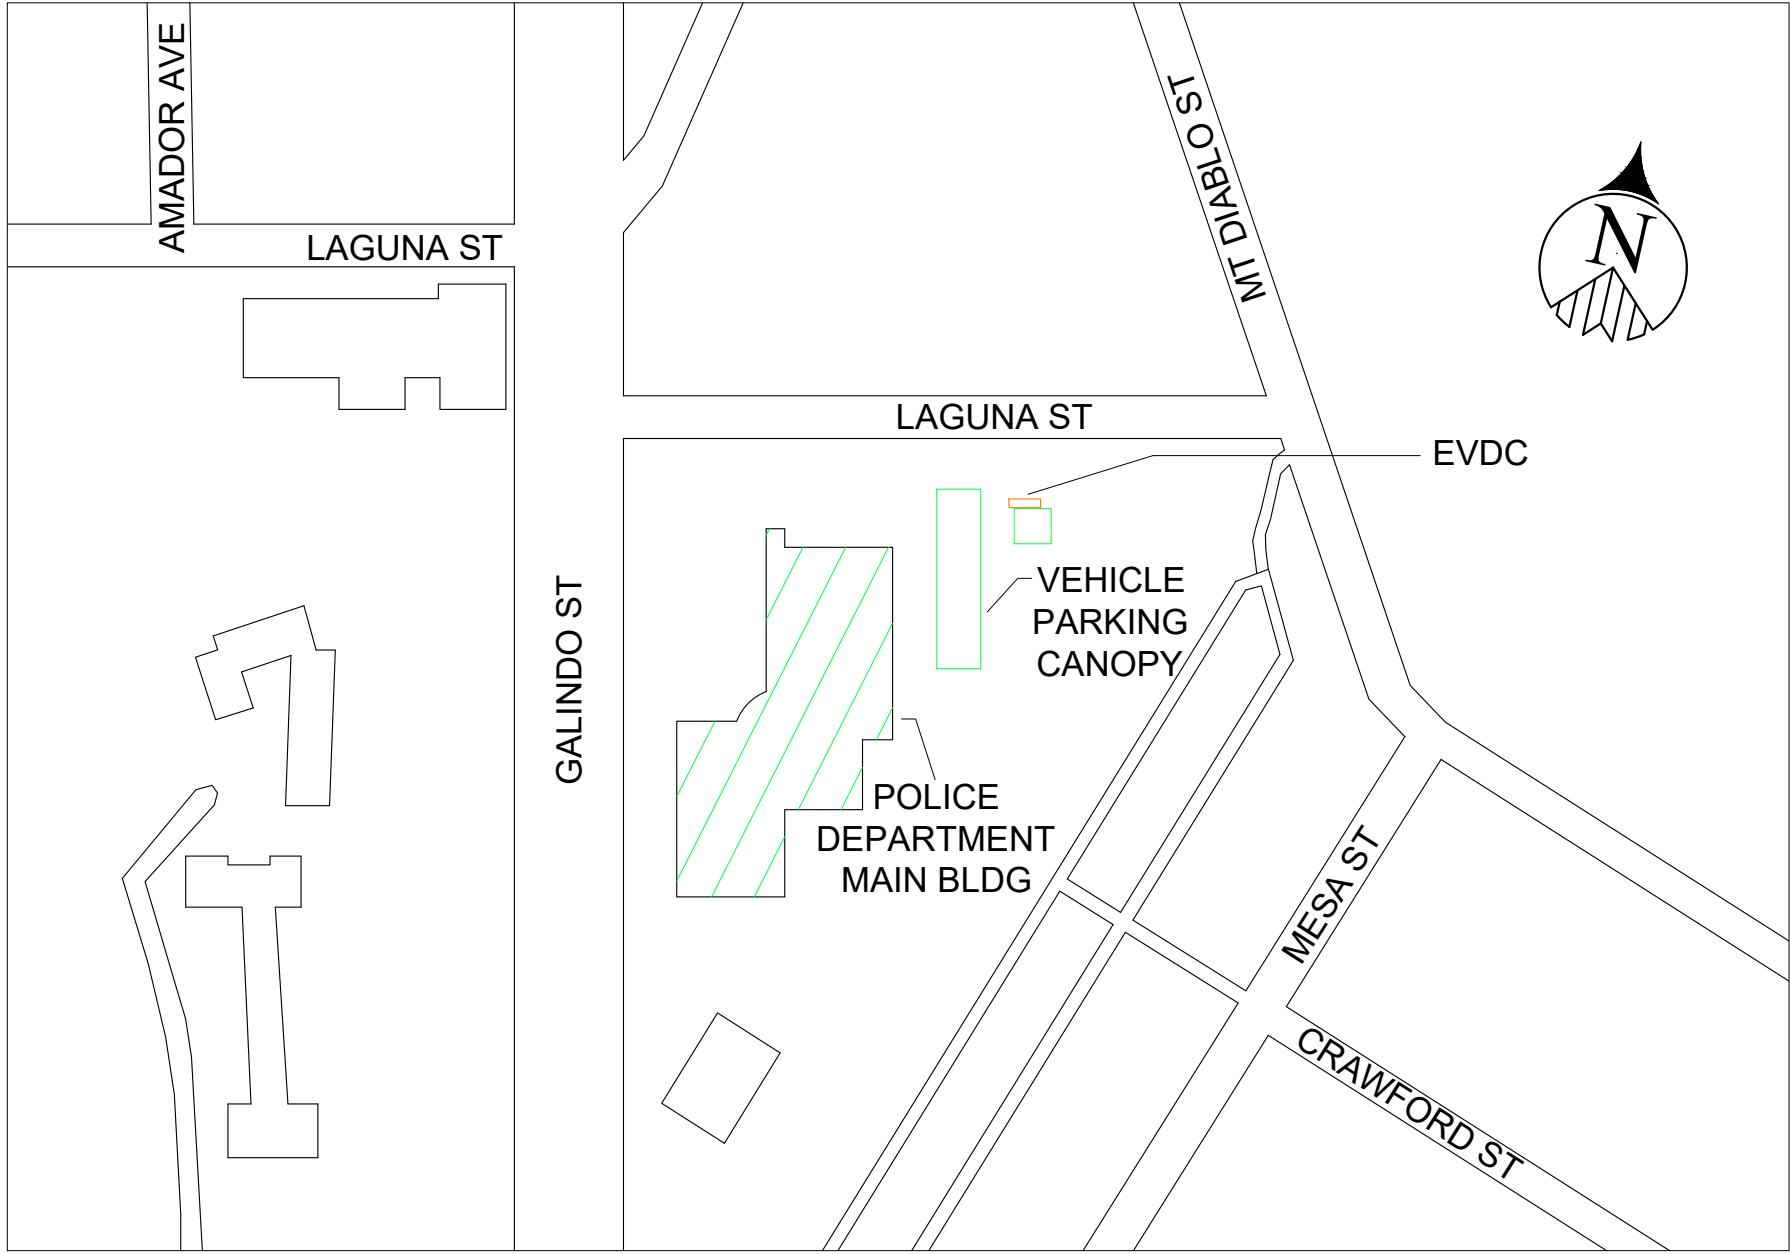 AMADOR AVE
LAGUNA ST
MT DIABLO ST
N
LAGUNA ST
EVDC
GALINDO ST
VEHICLE
PARKING
CANOPY
POLICE
DEPARTMENT
MAIN BLDG
MESA ST
CRAWFORD ST